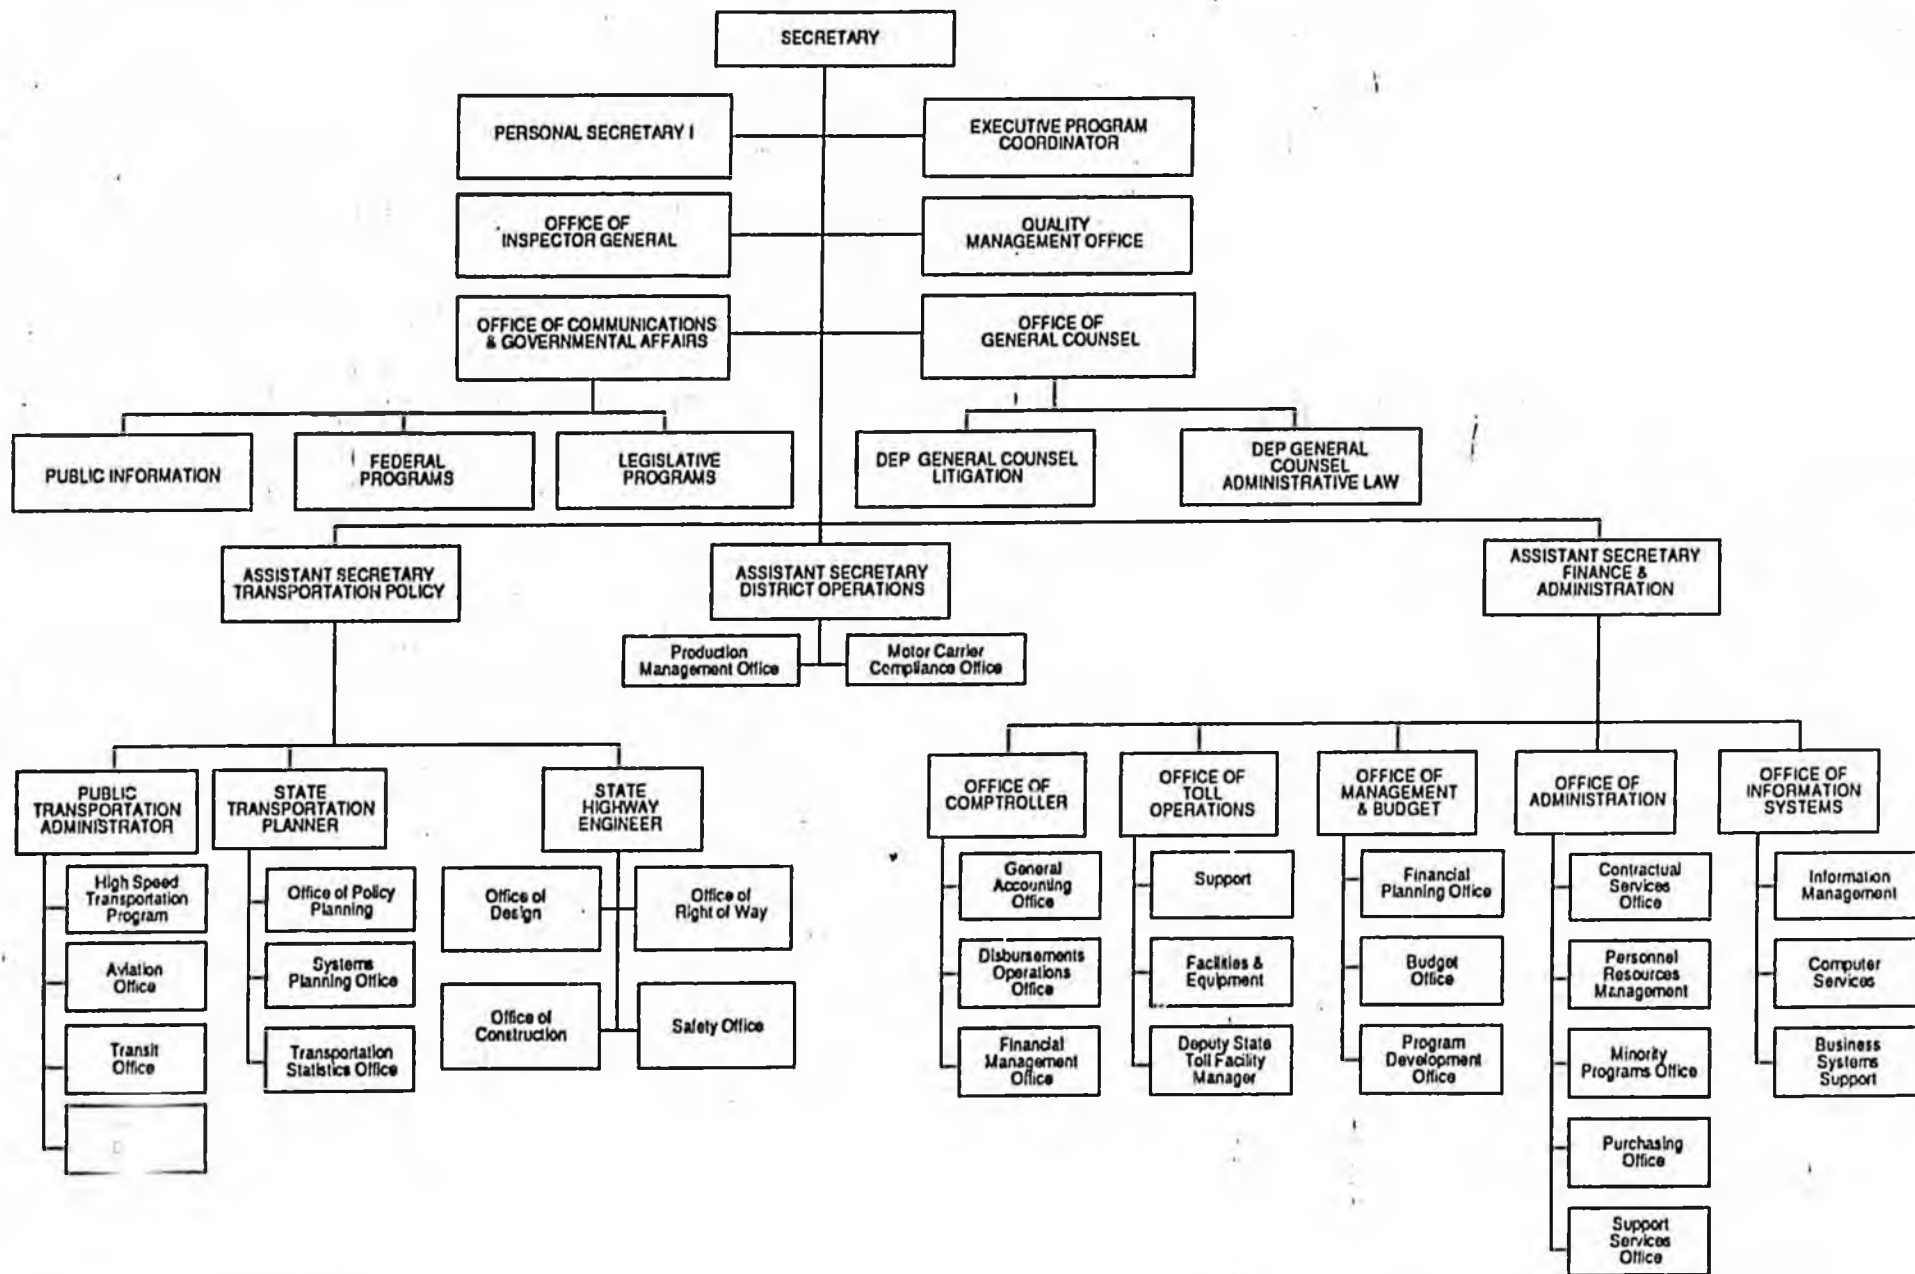 SECRETARY
PERSONAL SECRETARY I
EXECUTIVE PROGRAM
COORDINATOR
OFFICE OF
INSPECTOR GENERAL
QUALITY
MANAGEMENT OFFICE
OFFICE OF COMMUNICATIONS
& GOVERNMENTAL AFFAIRS
OFFICE OF
GENERAL COUNSEL
PUBLIC INFORMATION
FEDERAL
PROGRAMS
LEGISLATIVE
PROGRAMS
DEP GENERAL COUNSEL
LITIGATION
DEP GENERAL
COUNSEL
ADMINISTRATIVE LAW
ASSISTANT SECRETARY
TRANSPORTATION POLICY
ASSISTANT SECRETARY
DISTRICT OPERATIONS
ASSISTANT SECRETARY
FINANCE &
ADMINISTRATION
Production
Management Office
Motor Carrier
Compliance Office
PUBLIC
TRANSPORTATION
ADMINISTRATOR
STATE
TRANSPORTATION
PLANNER
STATE
HIGHWAY
ENGINEER
OFFICE OF
COMPTROLLER
OFFICE OF
TOLL
OPERATIONS
OFFICE OF
MANAGEMENT
& BUDGET
OFFICE OF
ADMINISTRATION
OFFICE OF
INFORMATION
SYSTEMS
High Speed
Transportation
Program
Aviation
Office
Transit
Office
Office of Policy
Planning
Systems
Planning Office
Transportation
Statistics Office
Office of
Design
Office of
Right of Way
Office of
Construction
Safety Office
General
Accounting
Office
Disbursements
Operations
Office
Financial
Management
Office
Support
Facilities &
Equipment
Deputy State
Toll Facility
Manager
Financial
Planning Office
Budget
Office
Program
Development
Office
Contractual
Services
Office
Personnel
Resources
Management
Minority
Programs Office
Purchasing
Office
Support
Services
Office
Information
Management
Computer
Services
Business
Systems
Support